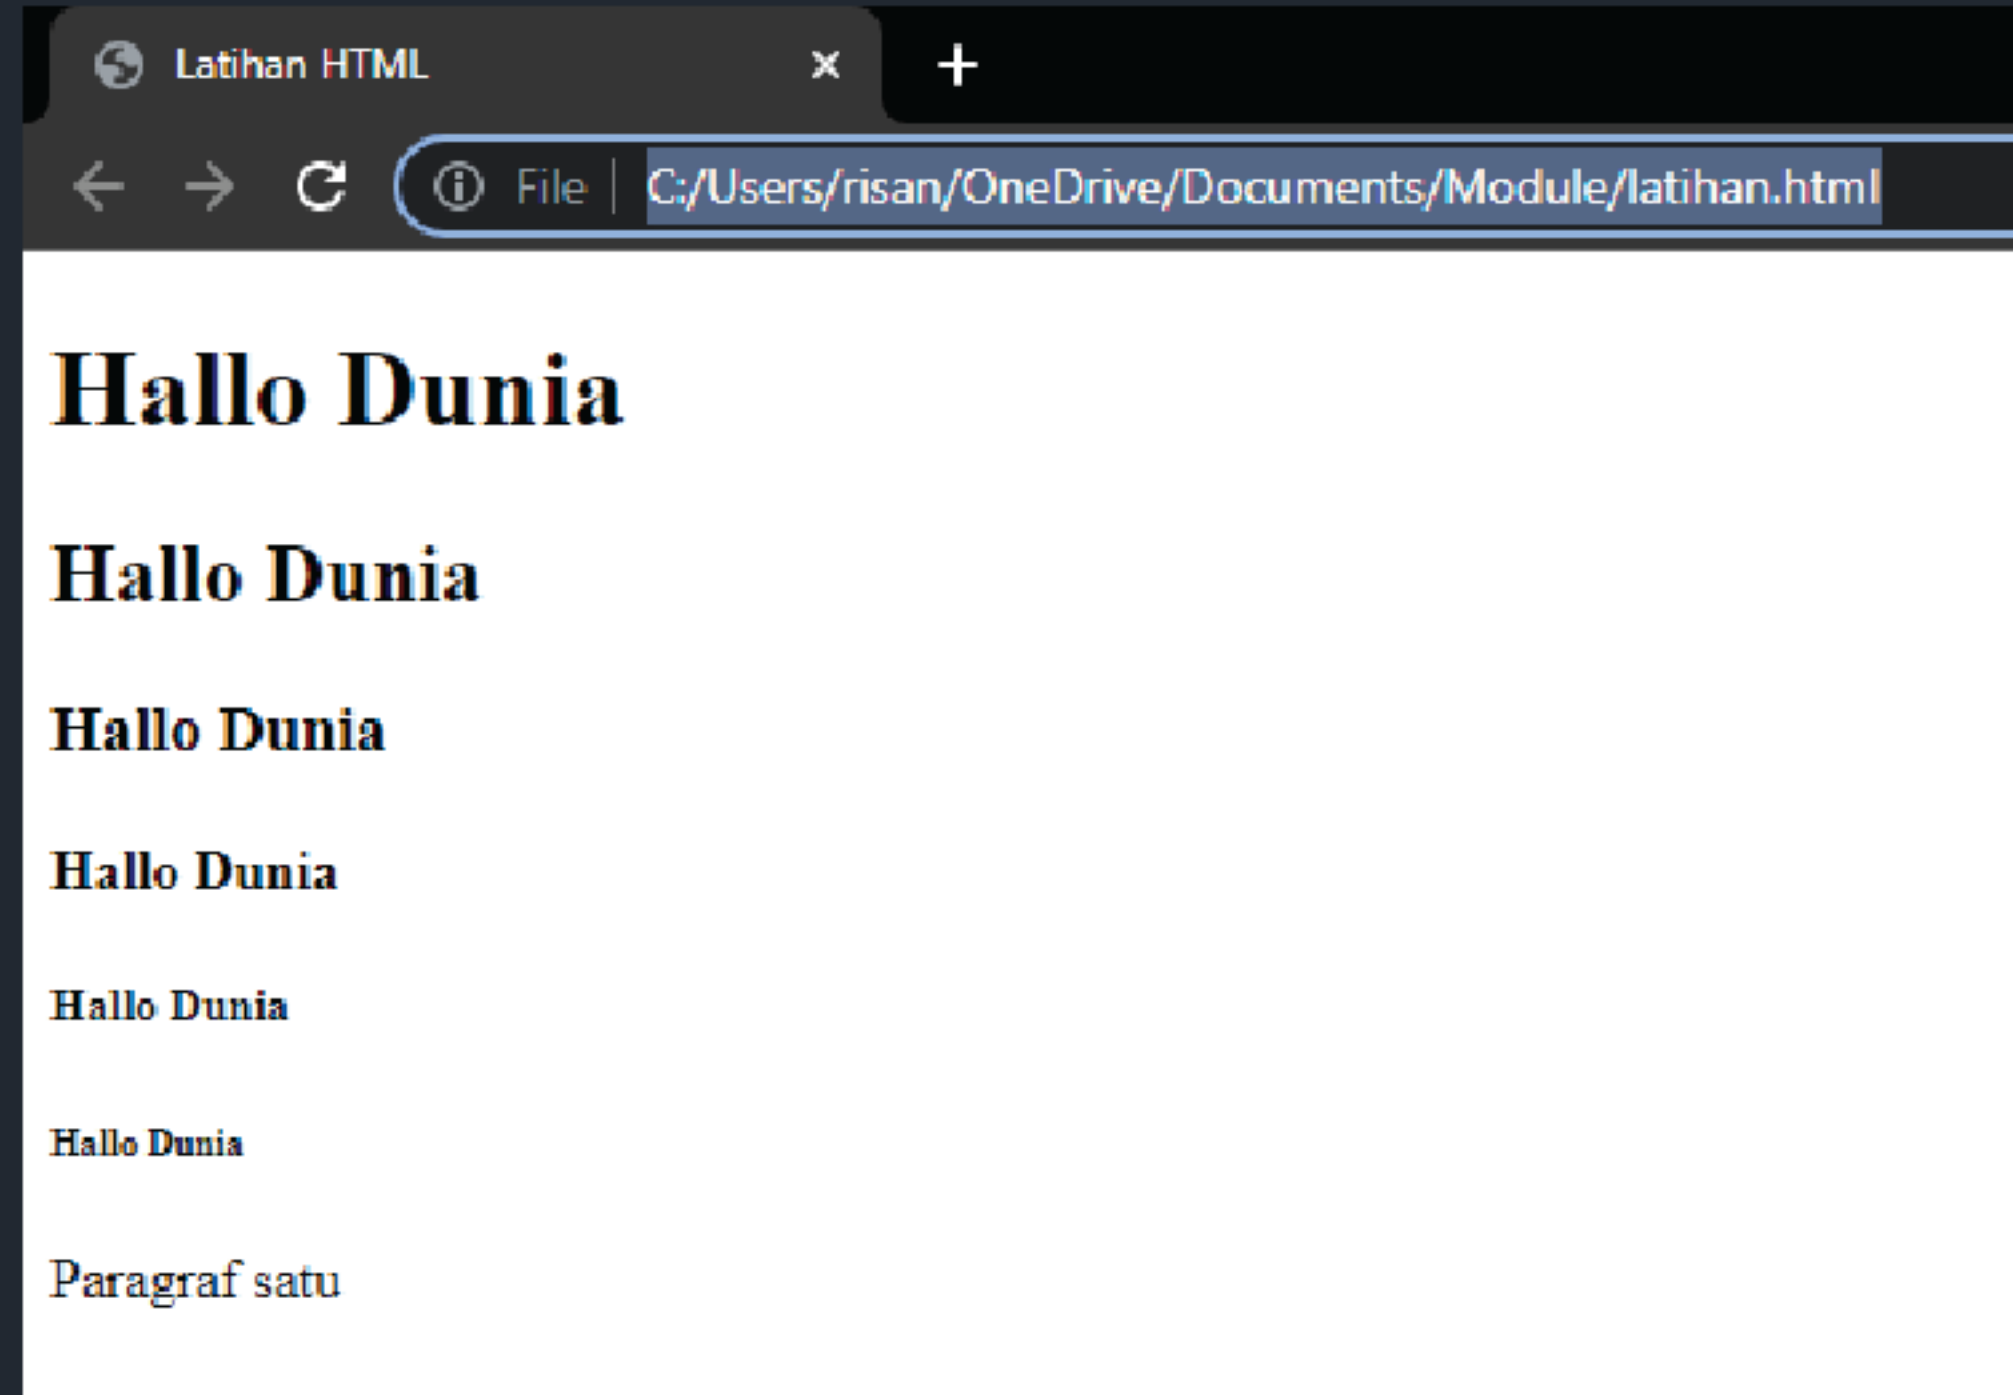 Latihan HTML
File C:/Users/risan/OneDrive/Documents/Module/latihan.html
Hallo Dunia
Hallo Dunia
Hallo Dunia
Hallo Dunia
Hallo Dunia
Hallo Dunia
Paragraf satu